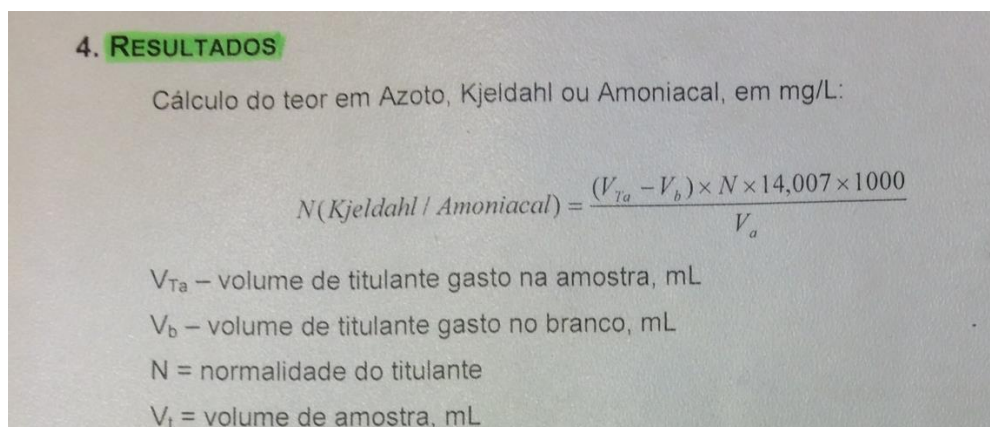 4. RESULTADOS
Cálculo do teor em Azoto, Kjeldahl ou Amoniacal, em mg/L:
N(Kjeldahl / Amoniacal) = (V_Ta − V_b) × N × 14,007 × 1000 / V_a
V_Ta – volume de titulante gasto na amostra, mL
V_b – volume de titulante gasto no branco, mL
N = normalidade do titulante
V_t = volume de amostra, mL